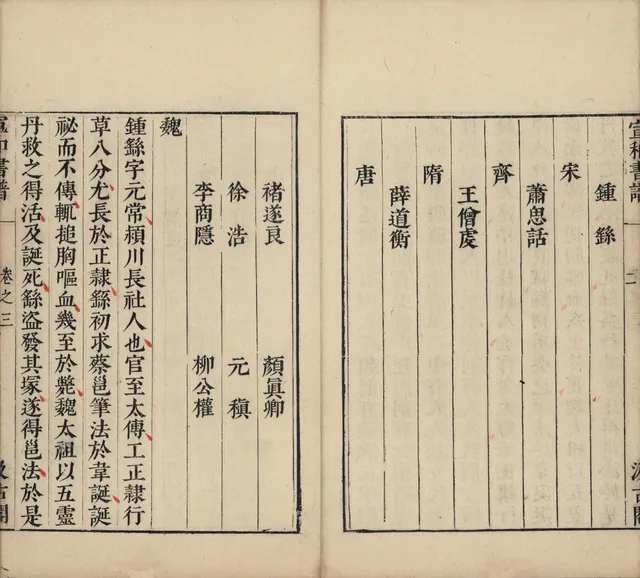 宣和書譜 二 汲古閣
鍾繇
宋
蕭思話
齊
王僧虔
隋
薛道衡
唐
褚遂良 顏眞卿
徐浩 元稹
李商隱 柳公權
魏
鍾繇字元常潁川長社人也官至太傅工正隸行
草八分尤長於正隸繇初求蔡邕筆法於韋誕誕
祕而不傳輒搥胸嘔血幾至於斃魏太祖以五靈
丹救之得活及誕死繇盜發其塚遂得邕法於是
宣和書譜 卷之三 汲古閣